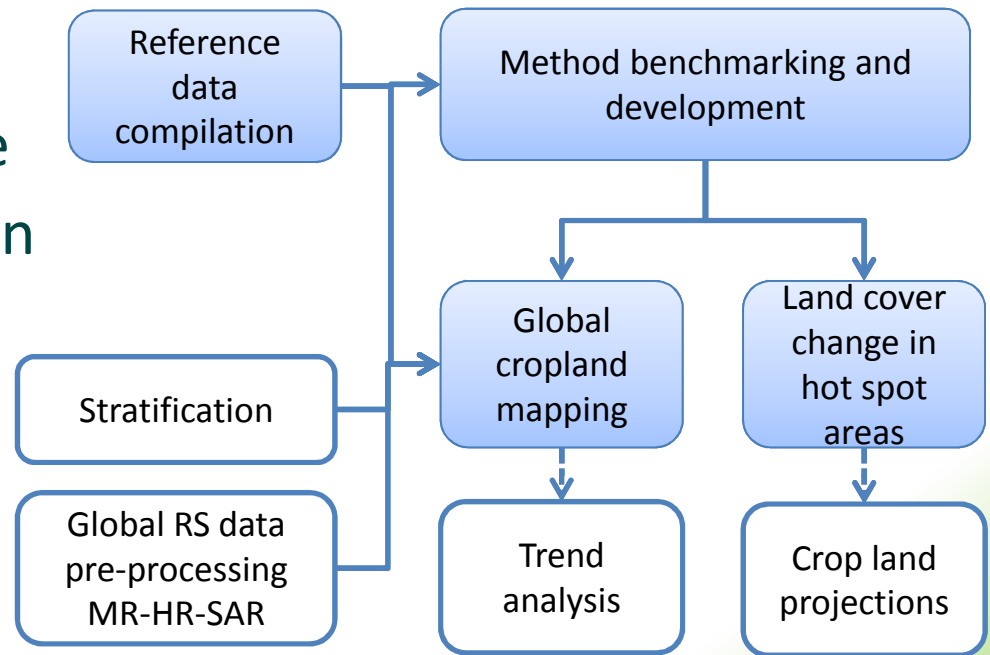 Reference
data
compilation
Method benchmarking and
development
e
n
Global
cropland
mapping
Land cover
change in
hot spot
areas
Stratification
Global RS data
pre-processing
MR-HR-SAR
Trend
analysis
Crop land
projections